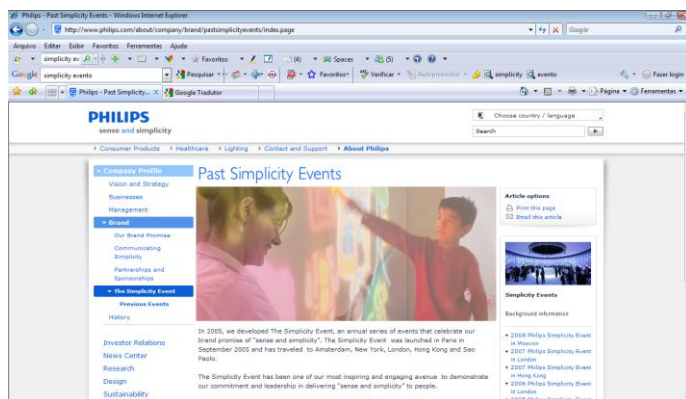 Philips - Past Simplicity Events - Windows Internet Explorer
http://www.philips.com/about/company/brand/pastsimplicityevents/index.page
Google
Arquivo Editar Exibir Favoritos Ferramentas Ajuda
simplicity ev
Favorites
(4)
Spaces
(5)
Google
simplicity evento
Pesquisar
Favoritos
Verificar
Autopreencher
simplicity
evento
Fazer login
Philips - Past Simplicity...
Google Tradutor
Página
Ferramentas
PHILIPS
sense and simplicity
Choose country / language
Search
Consumer Products
Healthcare
Lighting
Contact and Support
About Philips
Company Profile
Vision and Strategy
Businesses
Management
Brand
Our Brand Promise
Communicating
Simplicity
Partnerships and
Sponsorships
The Simplicity Event
Previous Events
History
Investor Relations
News Center
Research
Design
Sustainability
Past Simplicity Events
In 2005, we developed The Simplicity Event, an annual series of events that celebrate our
brand promises of "sense and simplicity". The Simplicity Event was launched in Paris in
September 2005 and has traveled to Amsterdam, New York, London, Hong Kong and Sao
Paolo.
The Simplicity Event has been one of our most inspiring and engaging avenue to demonstrate
our commitment and leadership in delivering "sense and simplicity" to people.
Article options
Print this page
Email this article
Simplicity Events
Background information
2008 Philips Simplicity Event
in Moscow
2007 Philips Simplicity Event
in London
2007 Philips Simplicity Event
in Hong Kong
2006 Philips Simplicity Event
in London